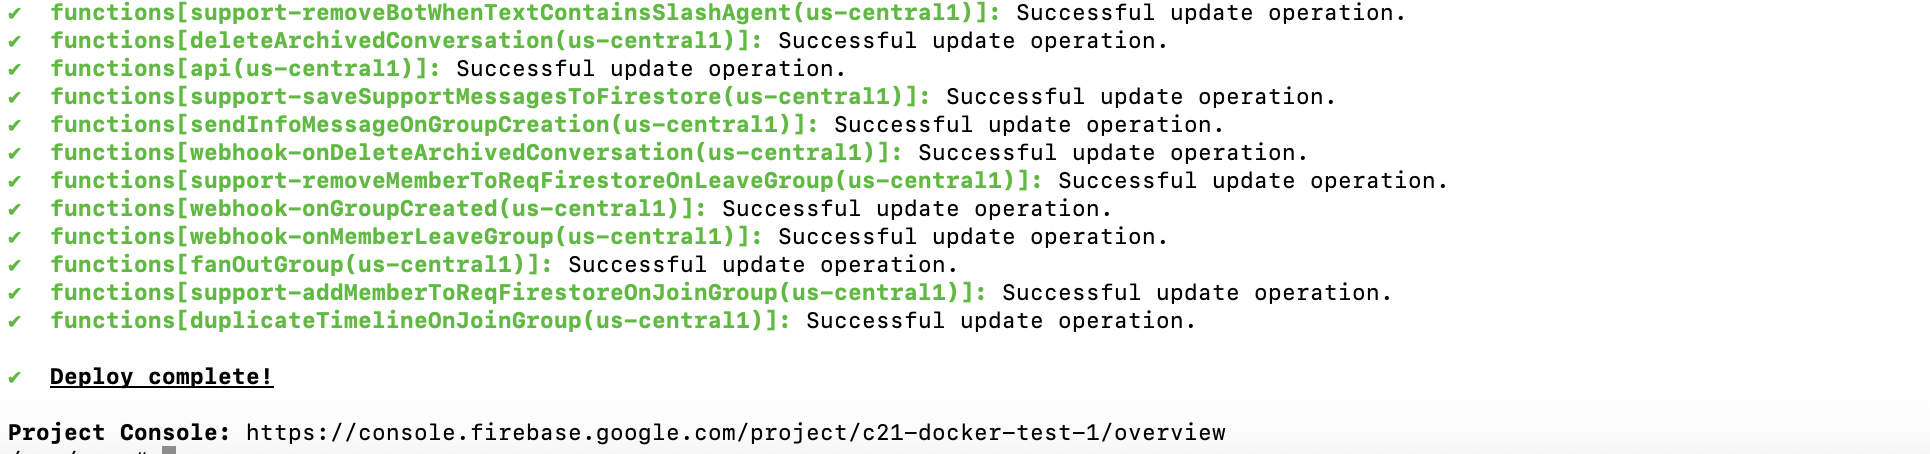 ✔ functions[support-removeBotWhenTextContainsSlashAgent(us-central1)]: Successful update operation.
✔ functions[deleteArchivedConversation(us-central1)]: Successful update operation.
✔ functions[api(us-central1)]: Successful update operation.
✔ functions[support-saveSupportMessagesToFirestore(us-central1)]: Successful update operation.
✔ functions[sendInfoMessageOnGroupCreation(us-central1)]: Successful update operation.
✔ functions[webhook-onDeleteArchivedConversation(us-central1)]: Successful update operation.
✔ functions[support-removeMemberToReqFirestoreOnLeaveGroup(us-central1)]: Successful update operation.
✔ functions[webhook-onGroupCreated(us-central1)]: Successful update operation.
✔ functions[webhook-onMemberLeaveGroup(us-central1)]: Successful update operation.
✔ functions[fanOutGroup(us-central1)]: Successful update operation.
✔ functions[support-addMemberToReqFirestoreOnJoinGroup(us-central1)]: Successful update operation.
✔ functions[duplicateTimelineOnJoinGroup(us-central1)]: Successful update operation.
✔ Deploy complete!
Project Console: https://console.firebase.google.com/project/c21-docker-test-1/overview